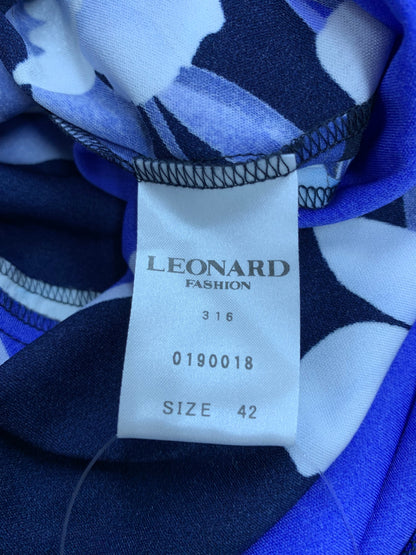 LEONARD
FASHION
316
0190018
SIZE 42